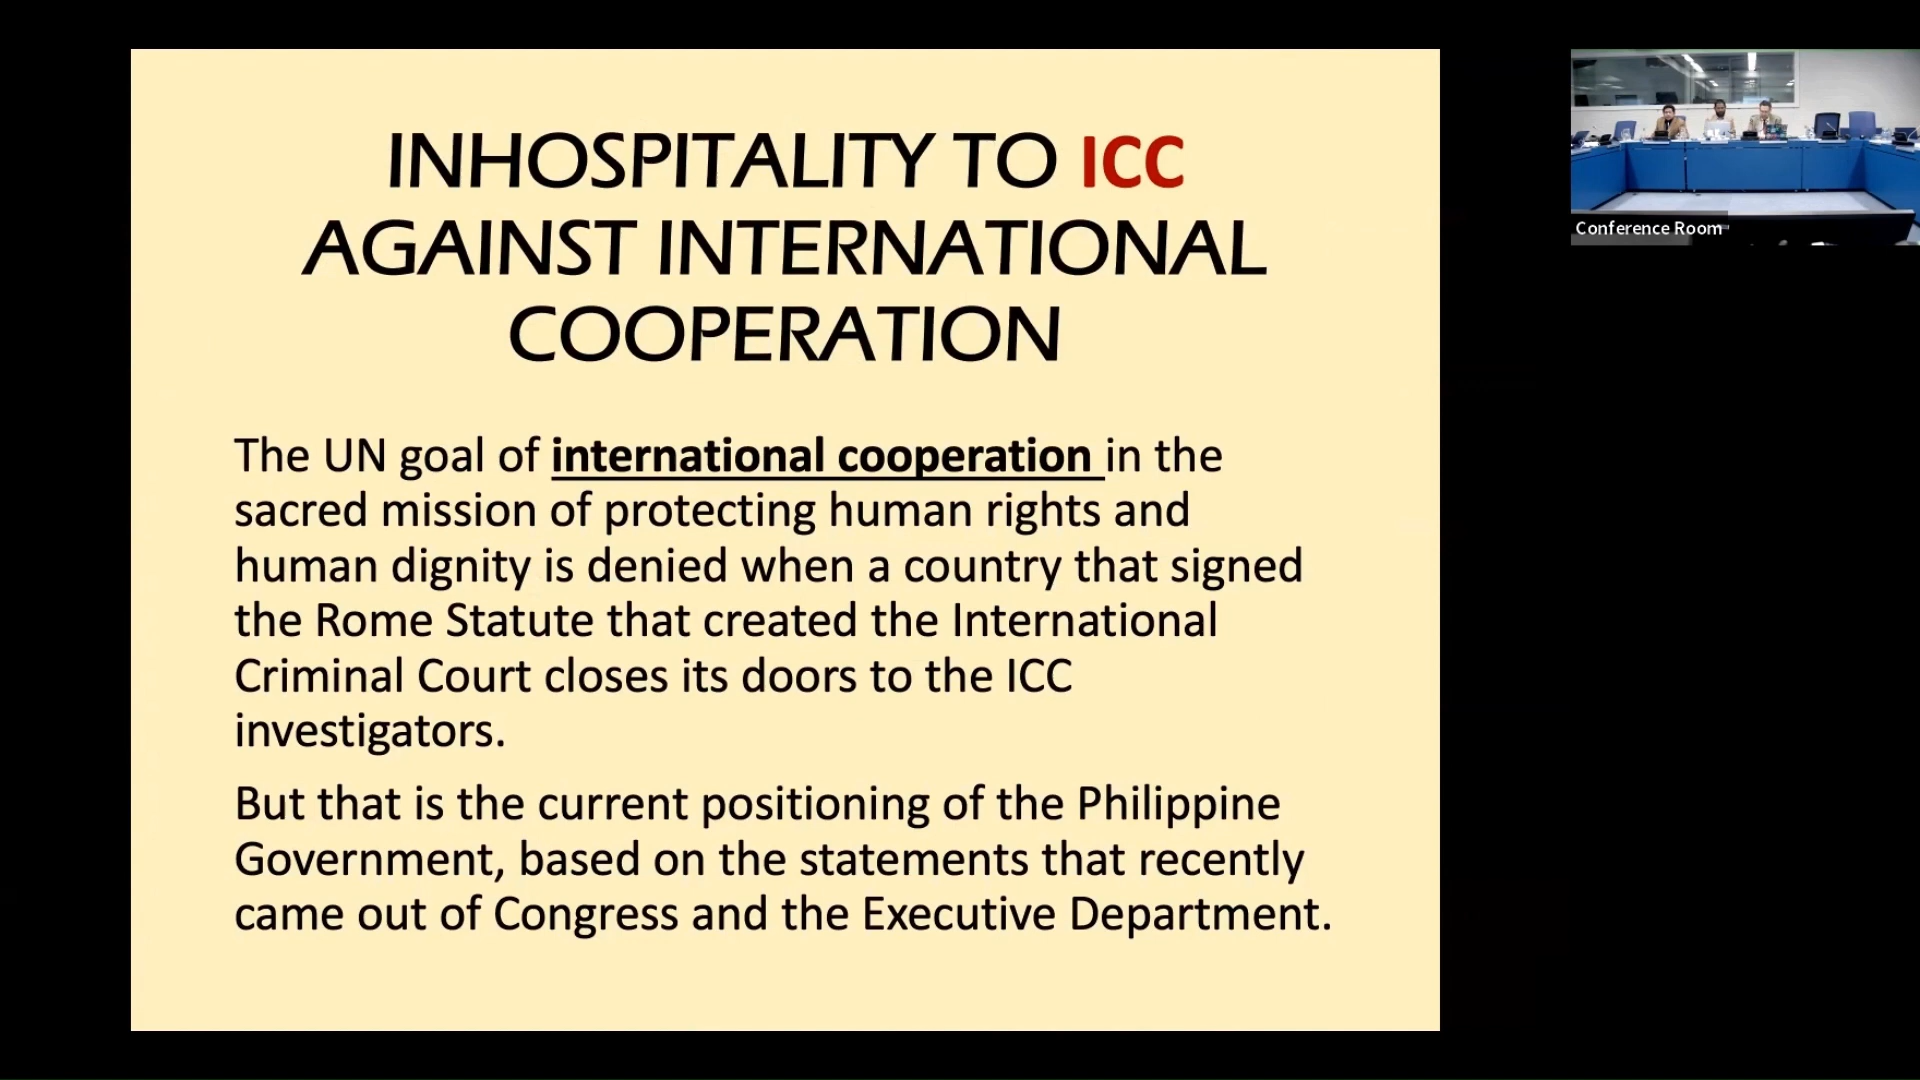 INHOSPITALITY TO ICC
AGAINST INTERNATIONAL
COOPERATION
The UN goal of international cooperation in the
sacred mission of protecting human rights and
human dignity is denied when a country that signed
the Rome Statute that created the International
Criminal Court closes its doors to the ICC
investigators.
But that is the current positioning of the Philippine
Government, based on the statements that recently
came out of Congress and the Executive Department.
Conference Room